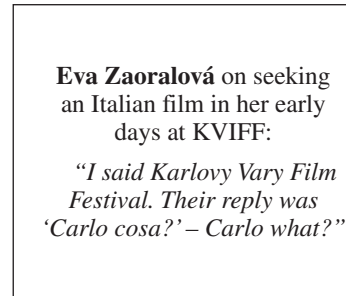 Eva Zaoralová on seeking
an Italian film in her early
days at KVIFF:
“I said Karlovy Vary Film
Festival. Their reply was
‘Carlo cosa?’ – Carlo what?”